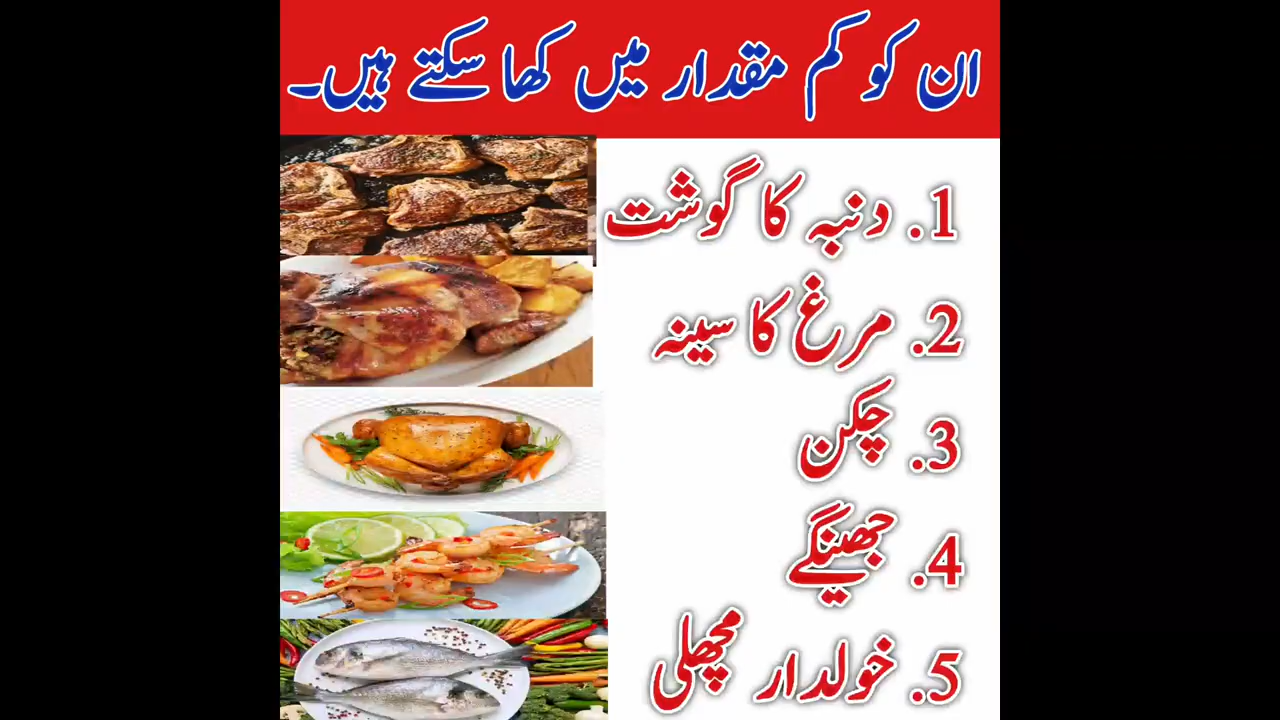 ان کو کم مقدار میں کھا سکتے ہیں۔
1. دنبہ کا گوشت
2. مرغ کا سینہ
3. چکن
4. جھینگے
5. خولدار مچھلی